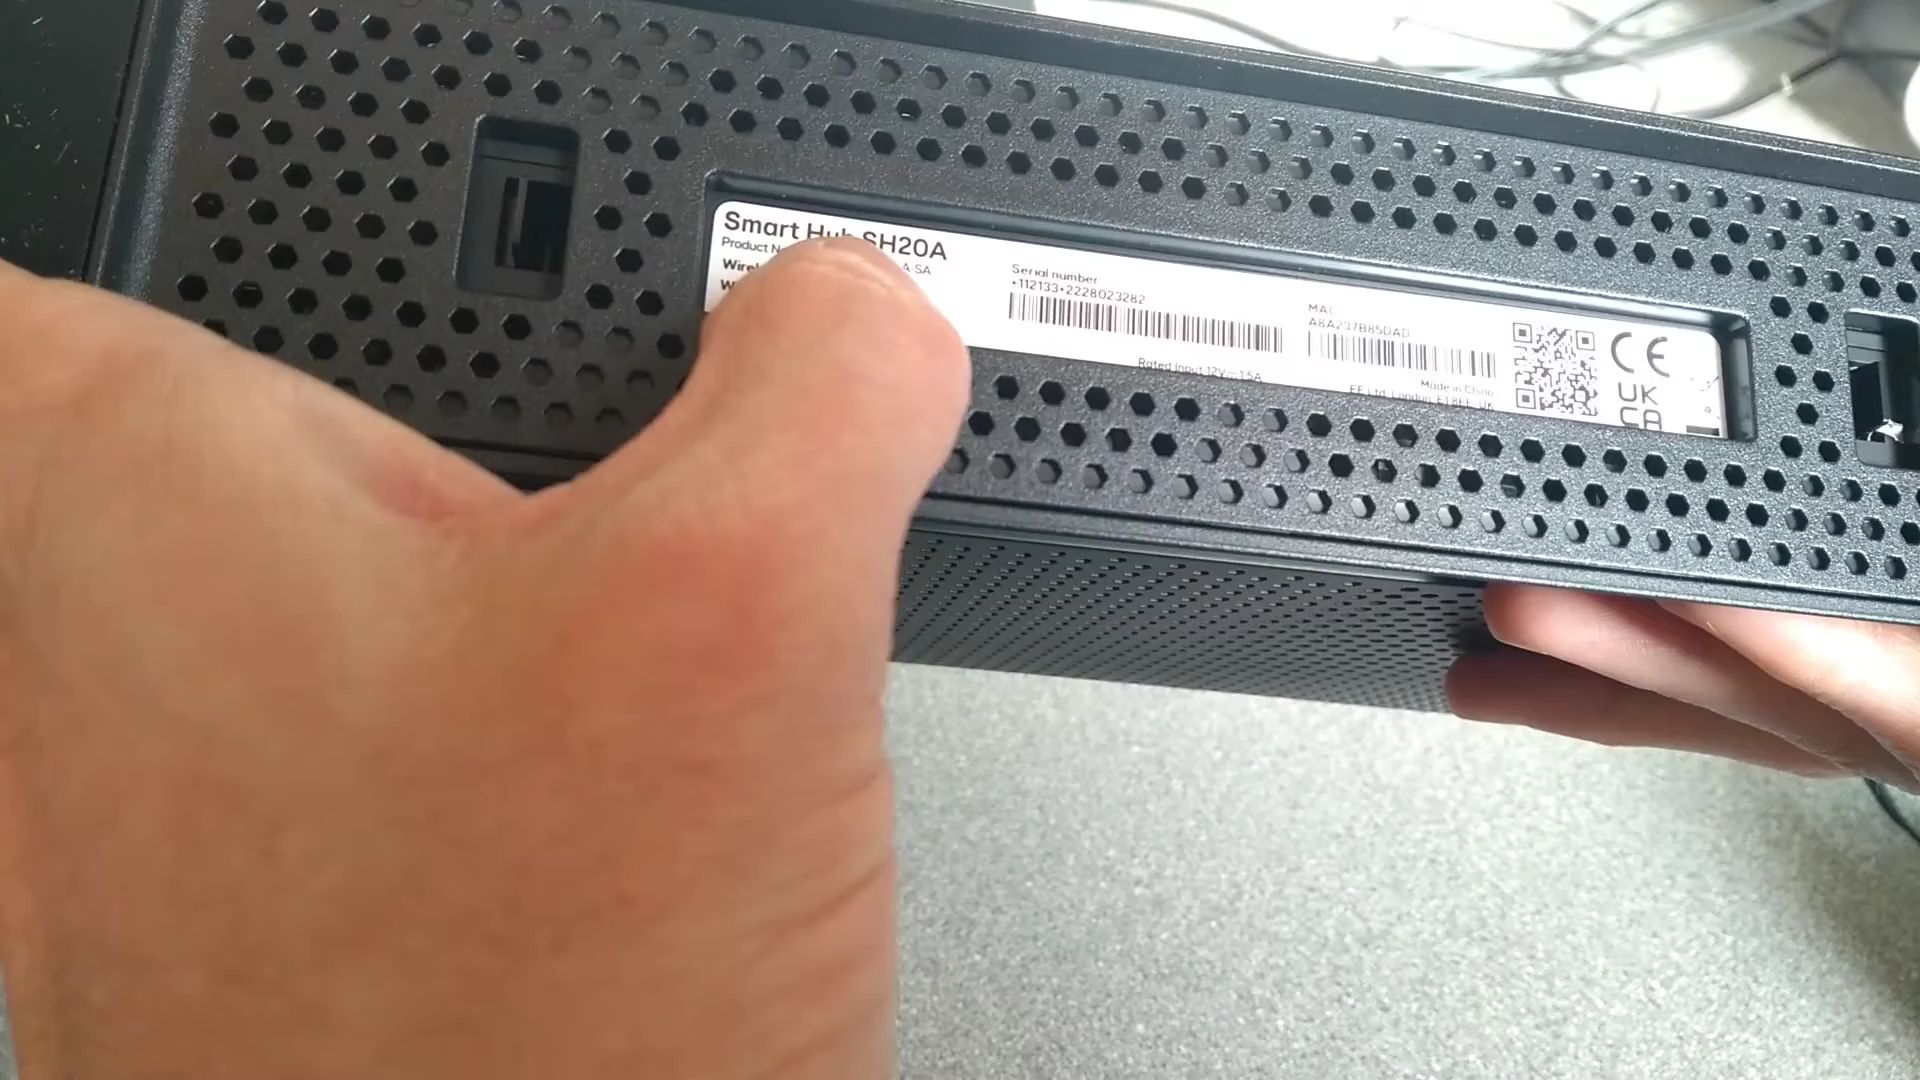 Smart Hub SH20A
Product A-SA
Serial number
+112133+2228023282
MAC
A8A237B85DAD
Rated Input 12V 1.5A
Made in China
EE Ltd, London, E1 8EE, UK
CE
UK
CA